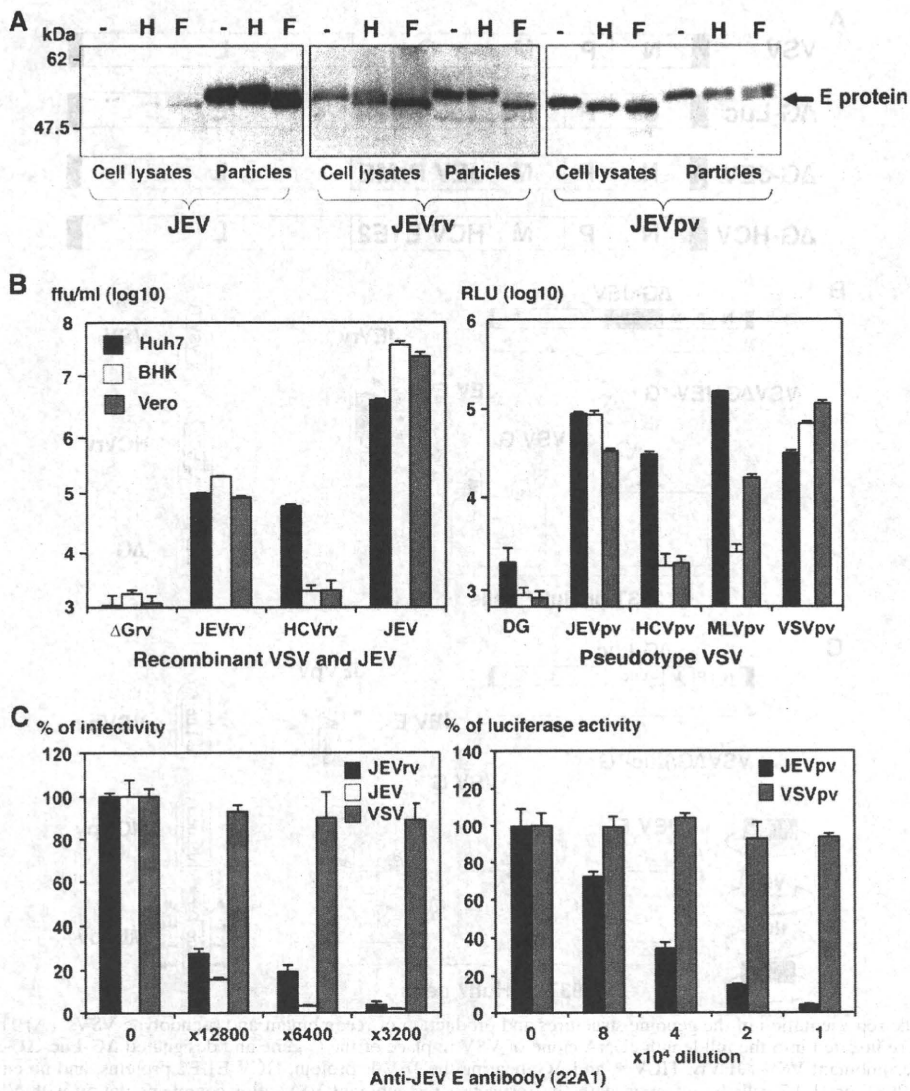 A
- H F - H F - H F - H F - H F - H F
kDa
62
47.5
E protein
Cell lysates Particles Cell lysates Particles Cell lysates Particles
JEV JEVrv JEVpv
B
ffu/ml (log10)
8
7
6
5
4
3
Huh7
BHK
Vero
ΔGrv JEVrv HCVrv JEV
Recombinant VSV and JEV
RLU (log10)
6
5
4
3
DG JEVpv HCVpv MLVpv VSVpv
Pseudotype VSV
C
% of infectivity
120
100
80
60
40
20
0
JEVrv
JEV
VSV
0 x12800 x6400 x3200
% of luciferase activity
140
120
100
80
60
40
20
0
JEVpv
VSVpv
0 2 1
x10⁴ dilution
Anti-JEV E antibody (22A1)